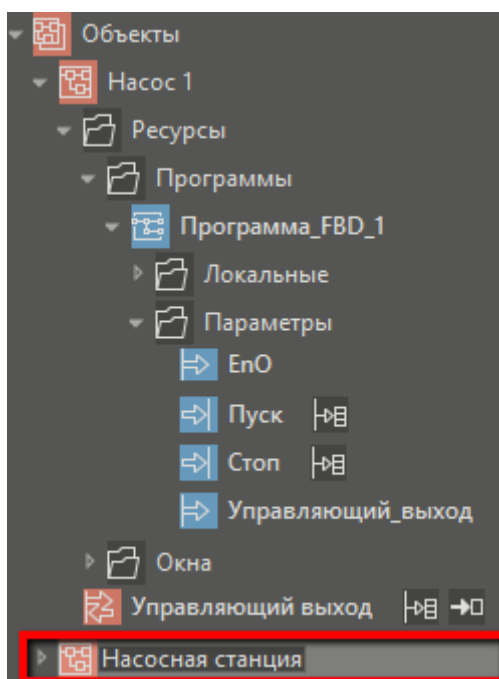 Объекты
Насос 1
Ресурсы
Программы
Программа_FBD_1
Локальные
Параметры
EnO
Пуск
Стоп
Управляющий_выход
Окна
Управляющий выход
Насосная станция